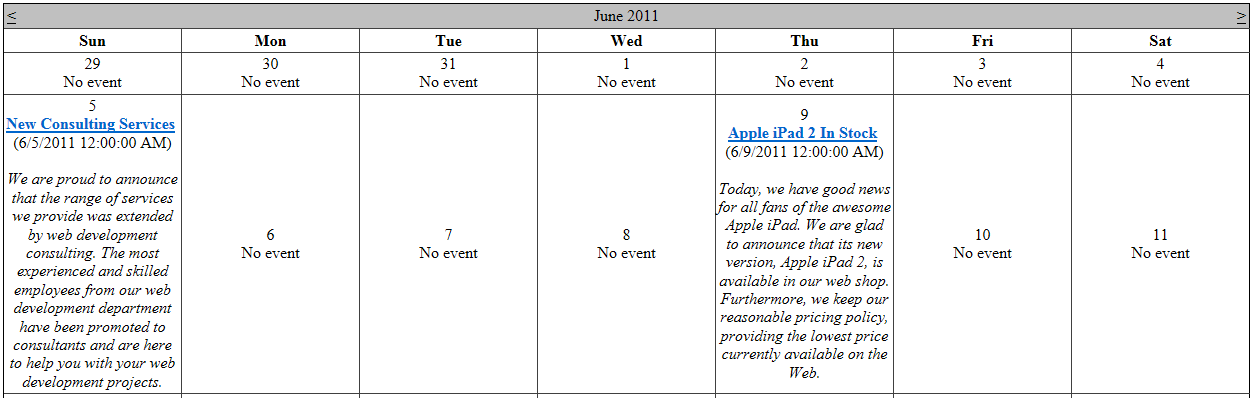 < June 2011 >
Sun Mon Tue Wed Thu Fri Sat
29 30 31 1 2 3 4
No event No event No event No event No event No event No event
5
New Consulting Services
(6/5/2011 12:00:00 AM)
We are proud to announce
that the range of services
we provide was extended
by web development
consulting. The most
experienced and skilled
employees from our web
development department
have been promoted to
consultants and are here
to help you with your web
development projects.
6
No event
7
No event
8
No event
9
Apple iPad 2 In Stock
(6/9/2011 12:00:00 AM)
Today, we have good news
for all fans of the awesome
Apple iPad. We are glad
to announce that its new
version, Apple iPad 2, is
available in our web shop.
Furthermore, we keep our
reasonable pricing policy,
providing the lowest price
currently available on the
Web.
10
No event
11
No event